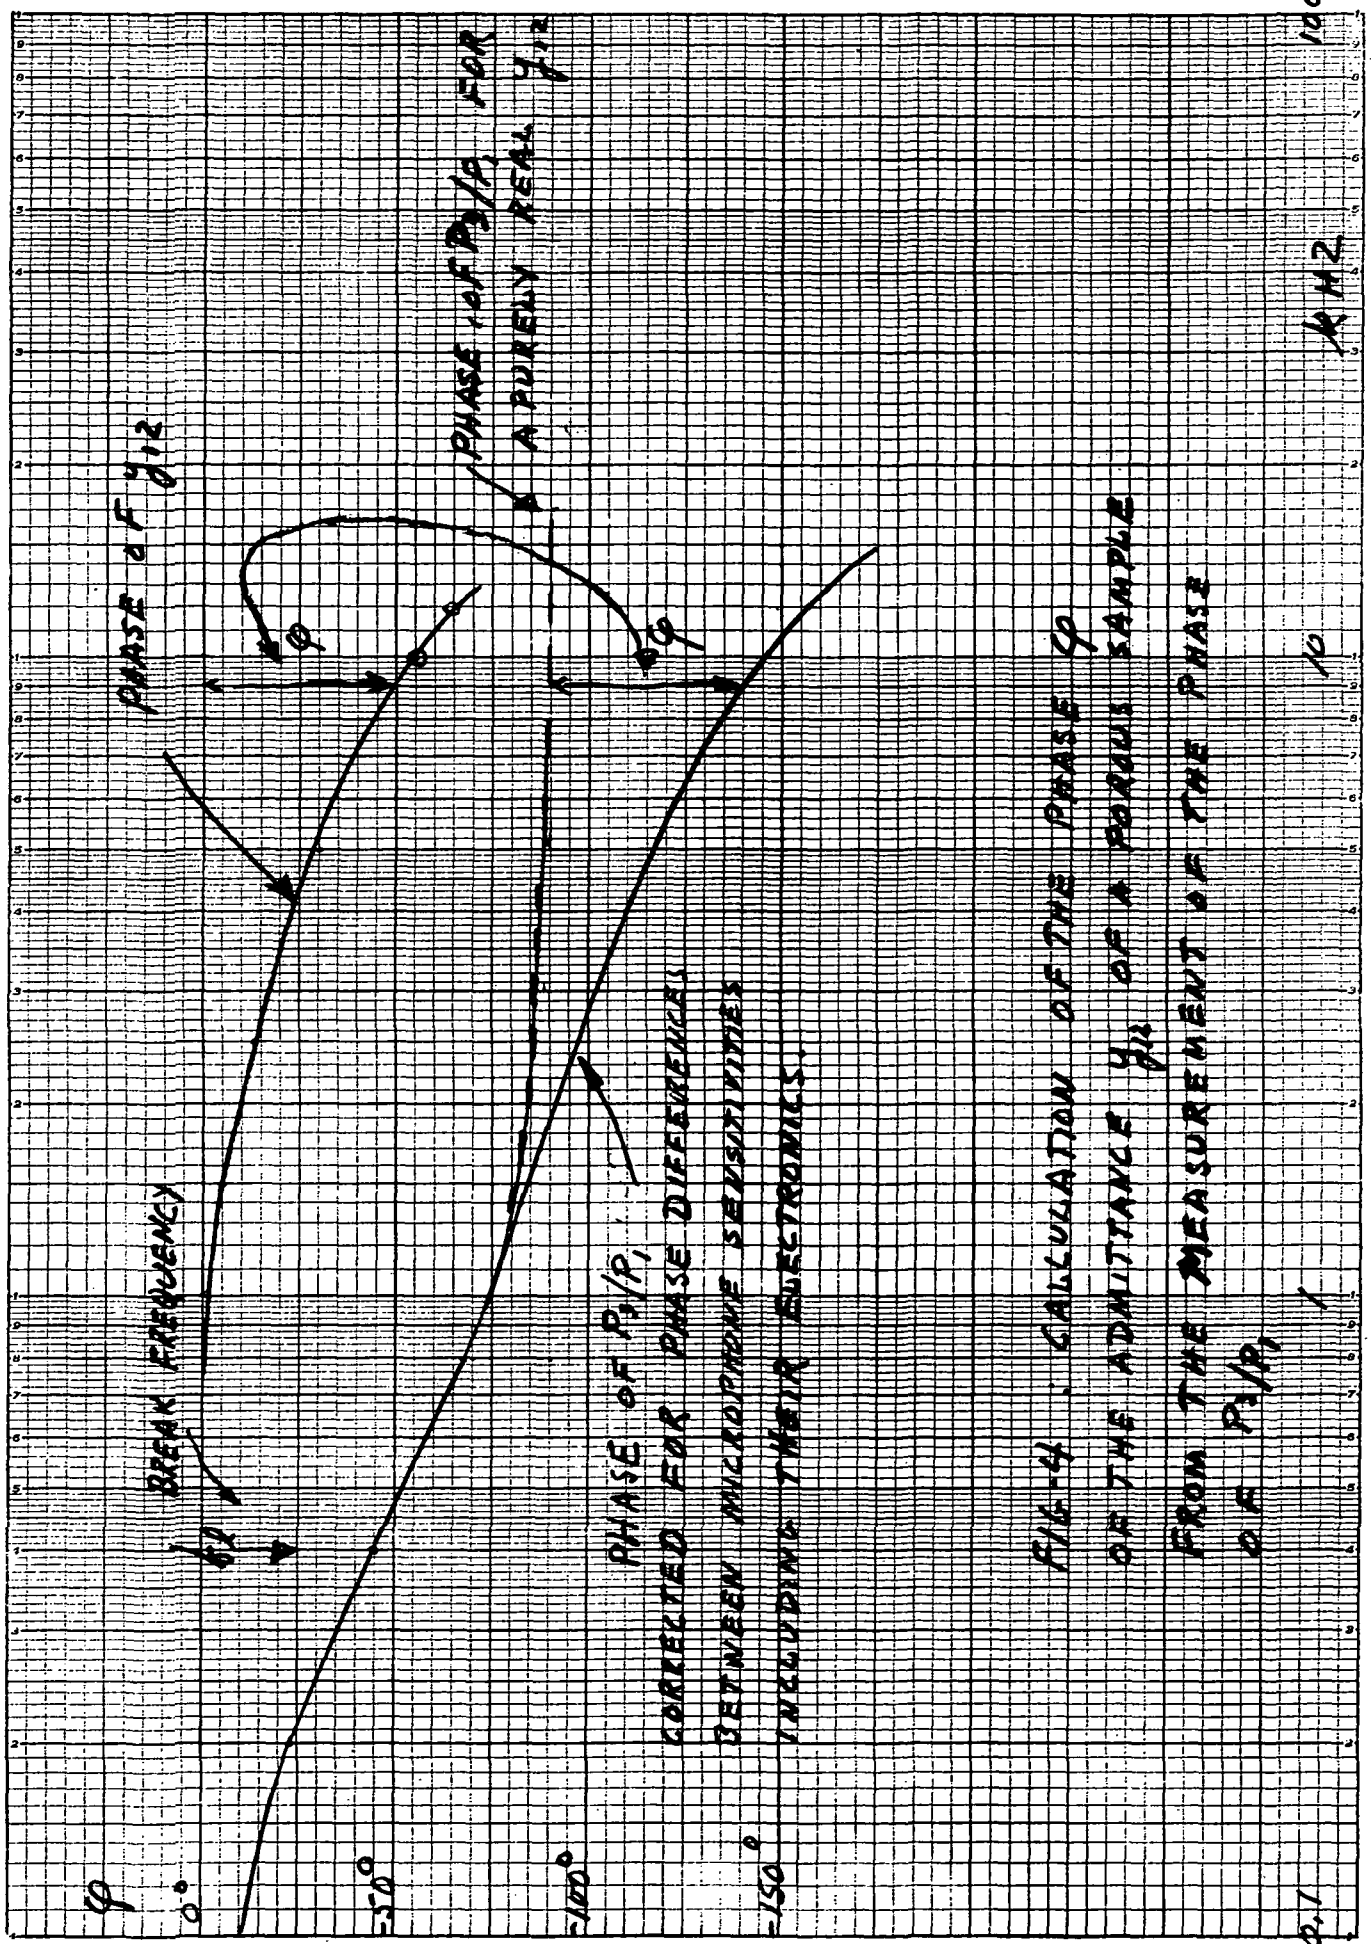 φ
0°
-50°
-100°
-150°
BREAK FREQUENCY
PHASE OF y12
PHASE OF P3/P1 FOR
A PURELY REAL y12
φ
φ
PHASE OF P3/P1
CORRECTED FOR PHASE DIFFERENCES
BETWEEN MICROPHONE SENSITIVITIES
INCLUDING THEIR ELECTRONICS.
FIG-4. CALCULATION OF THE PHASE φ
OF THE ADMITTANCE y12 OF A POROUS SAMPLE
FROM THE MEASUREMENT OF THE PHASE
OF P3/P1
0.1
1
10
KHZ